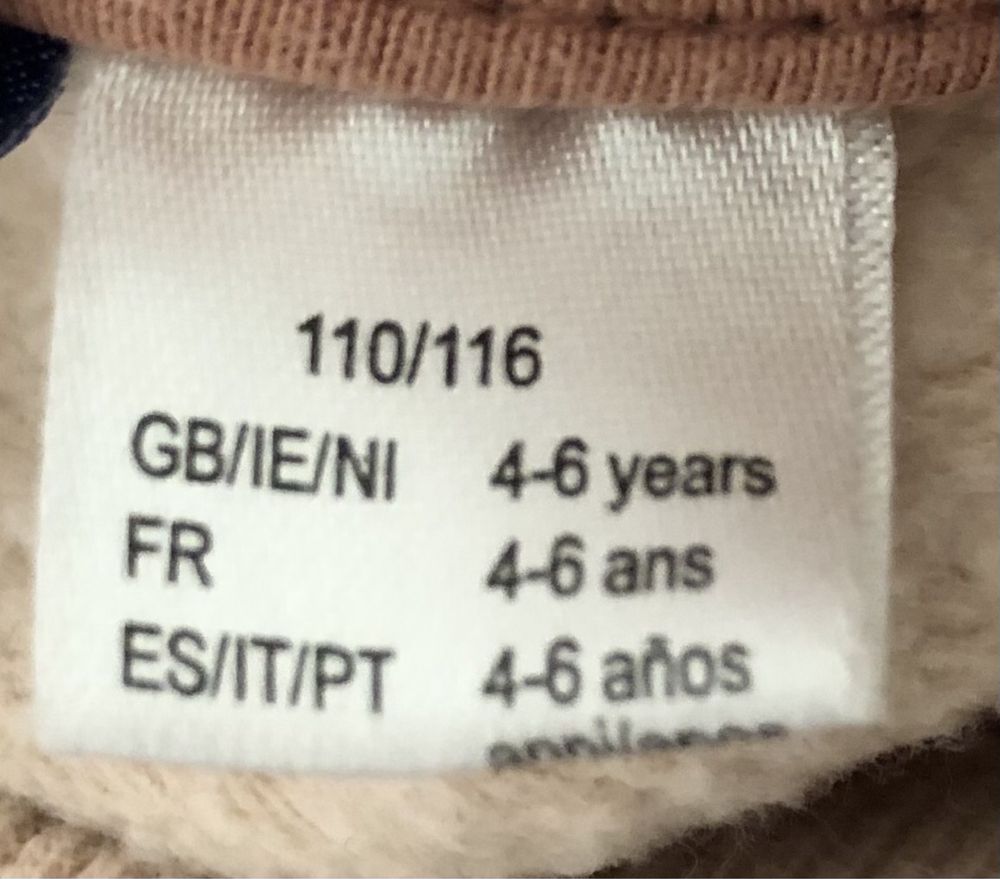 110/116
GB/IE/NI 4-6 years
FR 4-6 ans
ES/IT/PT 4-6 años